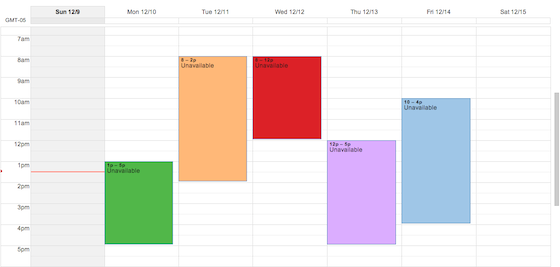 GMT-05
Sun 12/9
Mon 12/10
Tue 12/11
Wed 12/12
Thu 12/13
Fri 12/14
Sat 12/15
7am
8am
9am
10am
11am
12pm
1pm
2pm
3pm
4pm
5pm
8 – 2p
Unavailable
8 – 12p
Unavailable
10 – 4p
Unavailable
12p – 5p
Unavailable
1p – 5p
Unavailable